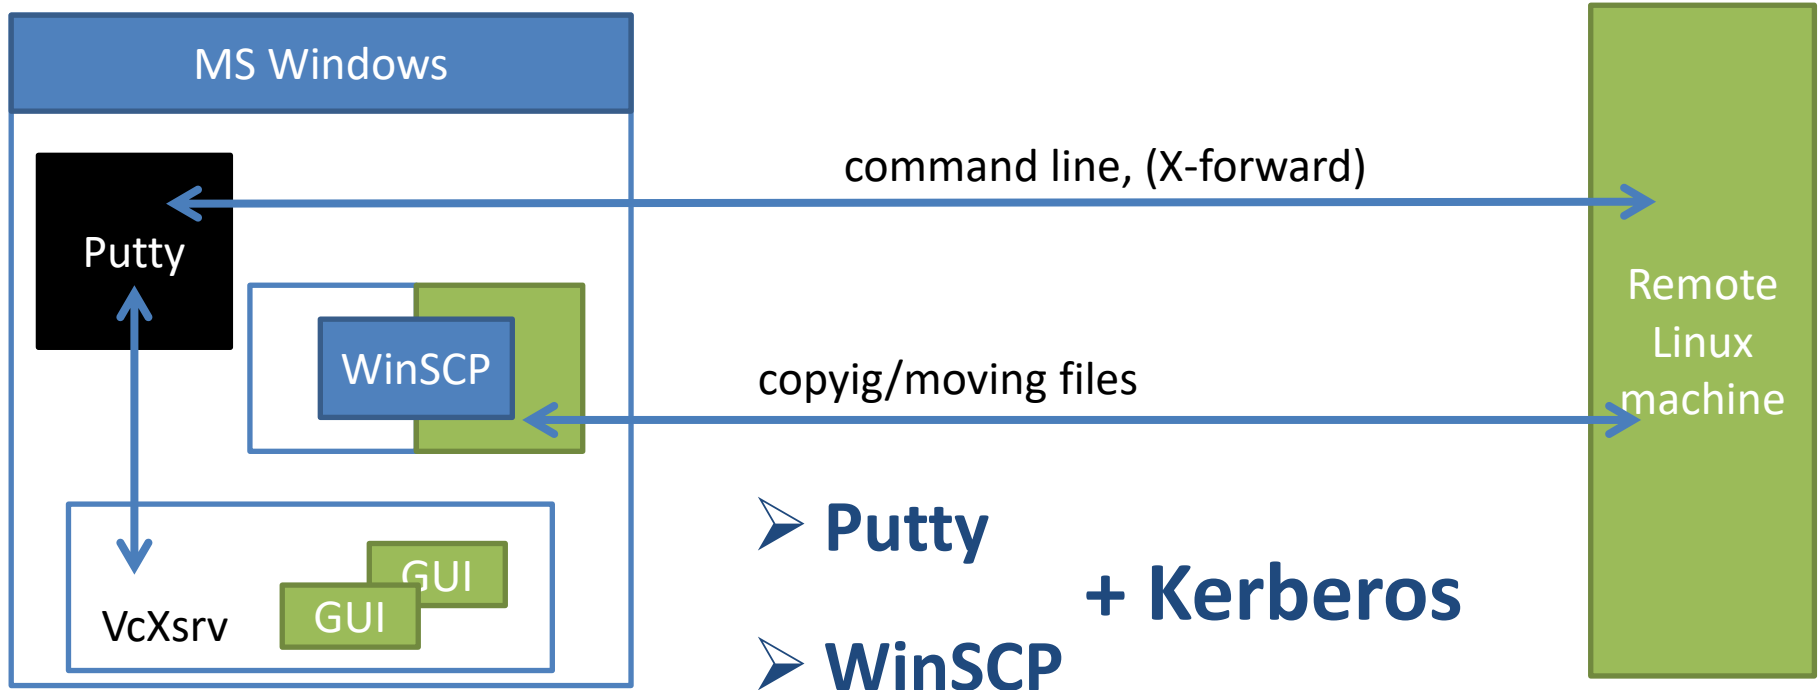 MS Windows
command line, (X-forward)
Putty
Remote
Linux
machine
WinSCP
copyig/moving files
Putty
+ Kerberos
WinSCP
GUI
GUI
VcXsrv